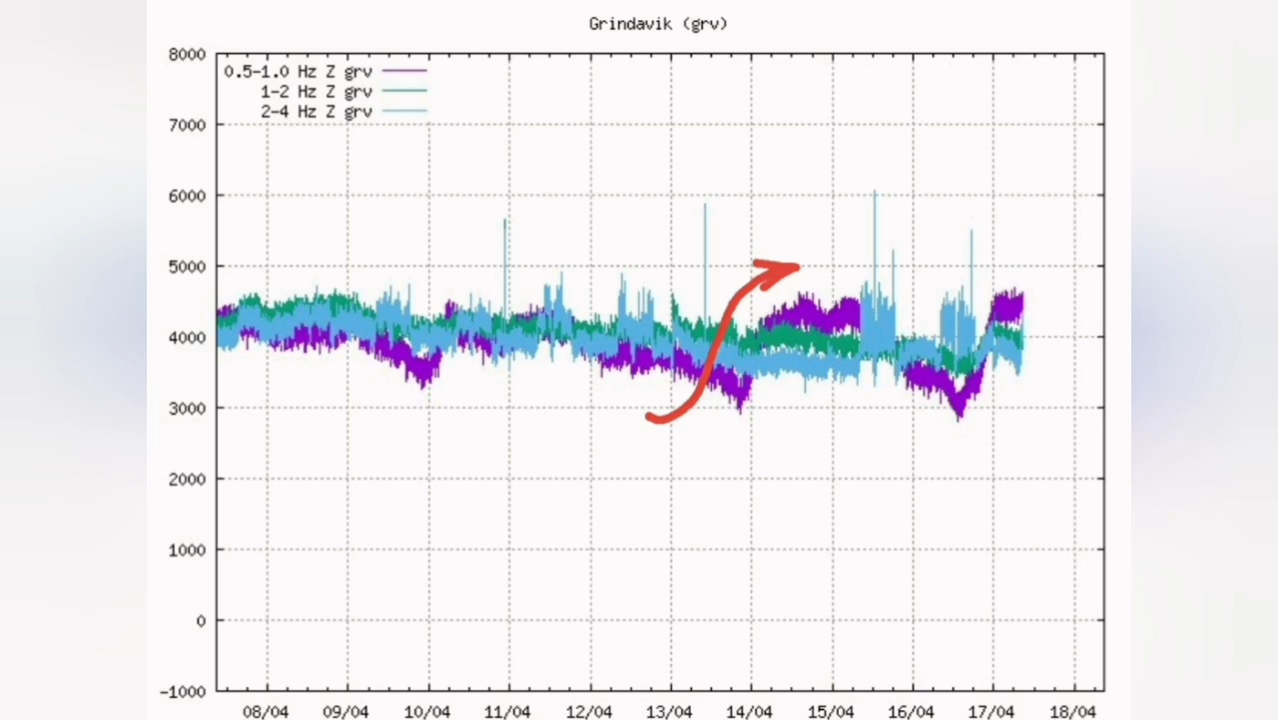 Grindavik (grv)
8000
0.5-1.0 Hz Z grv
1-2 Hz Z grv
2-4 Hz Z grv
7000
6000
5000
4000
3000
2000
1000
0
-1000
08/04 09/04 10/04 11/04 12/04 13/04 14/04 15/04 16/04 17/04 18/04